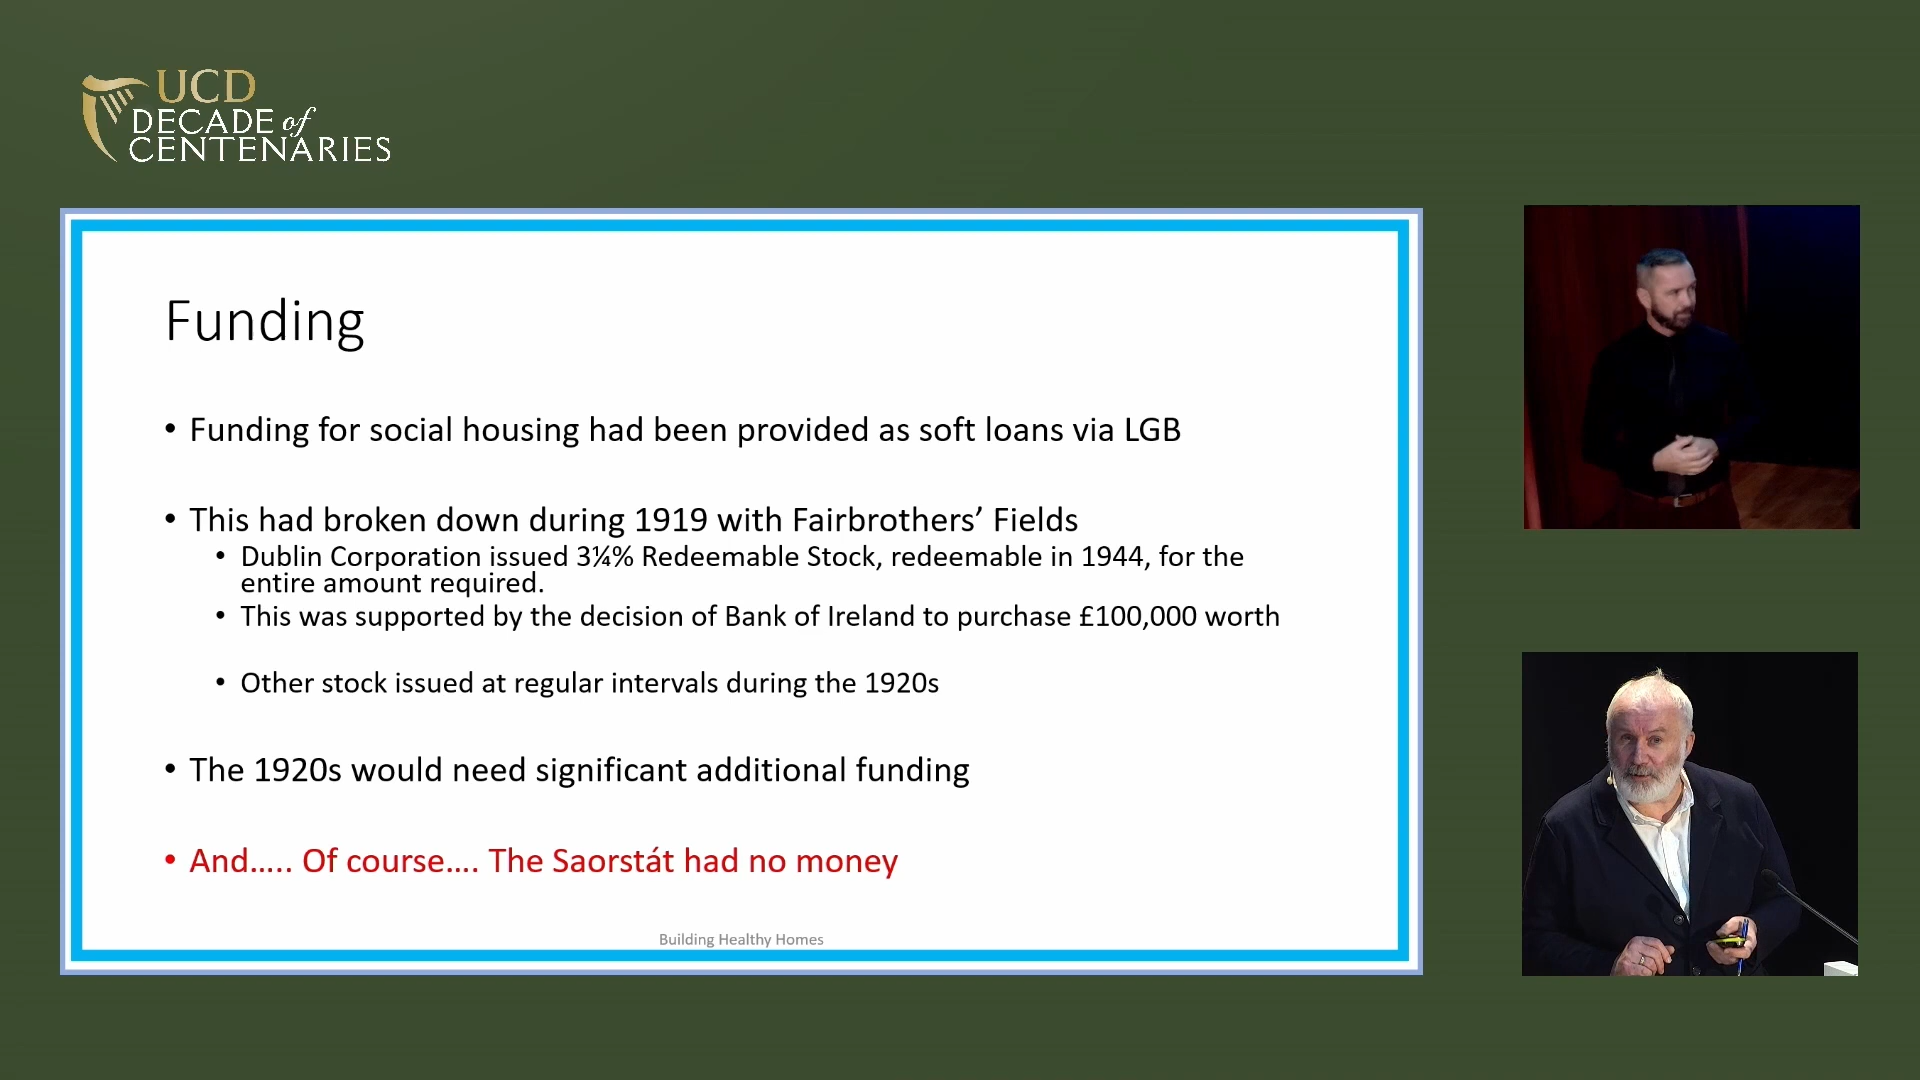 UCD
DECADE of
CENTENARIES
Funding
• Funding for social housing had been provided as soft loans via LGB
• This had broken down during 1919 with Fairbrothers’ Fields
• Dublin Corporation issued 3¼% Redeemable Stock, redeemable in 1944, for the
entire amount required.
• This was supported by the decision of Bank of Ireland to purchase £100,000 worth
• Other stock issued at regular intervals during the 1920s
• The 1920s would need significant additional funding
• And..... Of course.... The Saorstát had no money
Building Healthy Homes